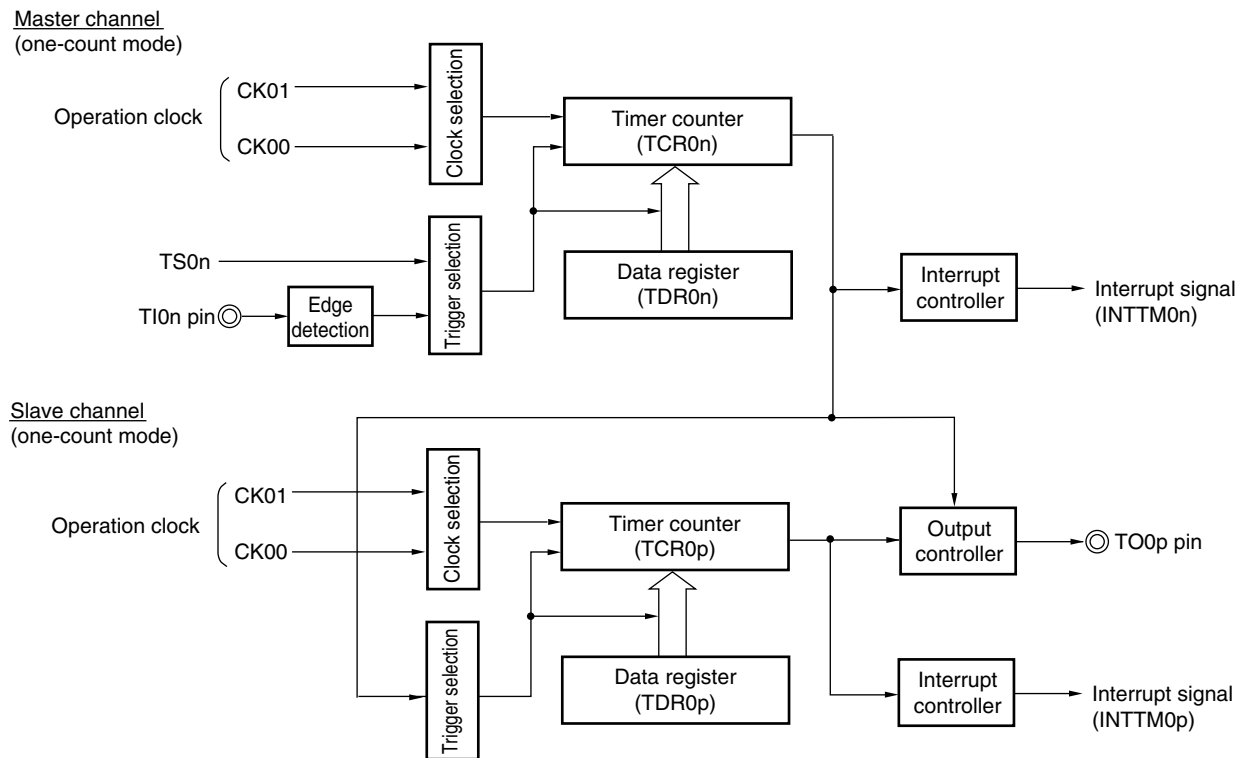 Master channel
(one-count mode)
CK01
Operation clock
CK00
Clock selection
Timer counter
(TCR0n)
TS0n
TI0n pin
Edge
detection
Trigger selection
Data register
(TDR0n)
Interrupt
controller
Interrupt signal
(INTTM0n)
Slave channel
(one-count mode)
CK01
Operation clock
CK00
Clock selection
Timer counter
(TCR0p)
Output
controller
TO0p pin
Trigger selection
Data register
(TDR0p)
Interrupt
controller
Interrupt signal
(INTTM0p)